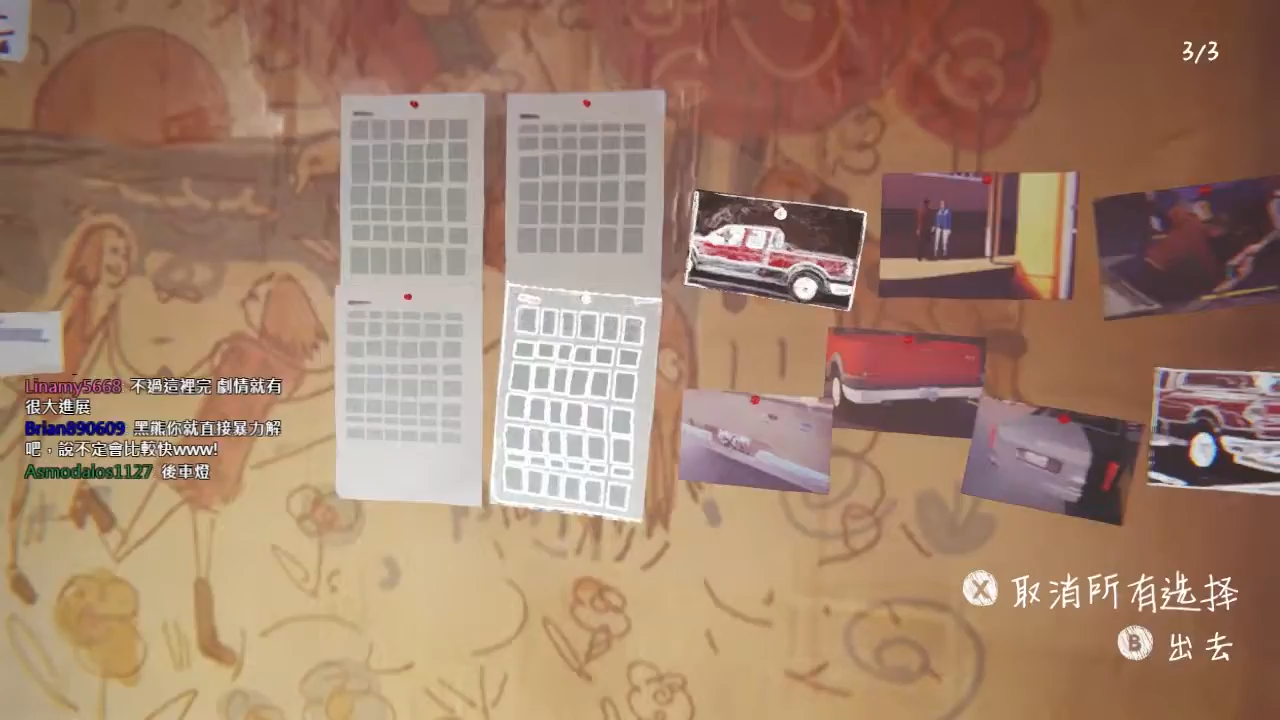 3/3
Linamy5668 不過這裡完 劇情就有
很大進展
Brian890609 黑熊你就直接暴力解
吧，說不定會比較快www!
Asmodaios1127 後車燈
X 取消所有选择
B 出去